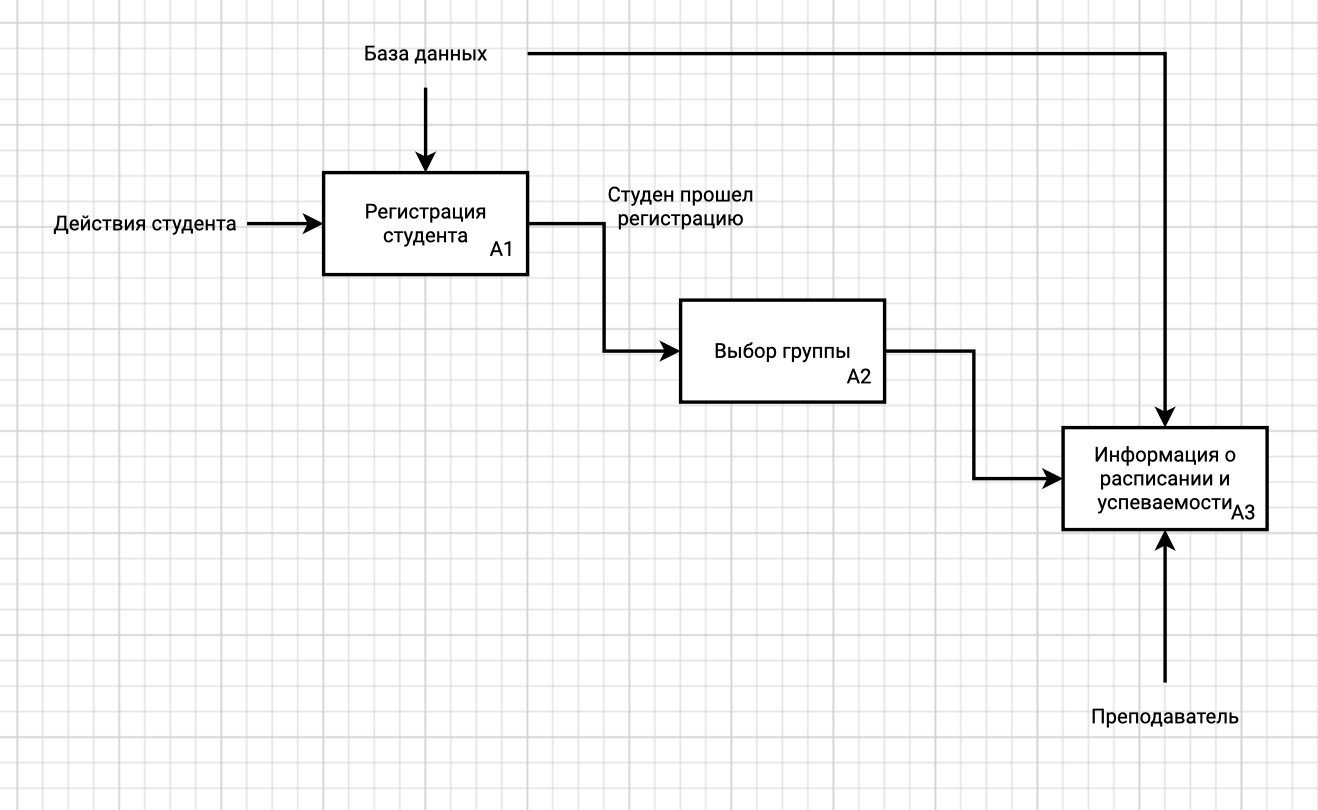 База данных
Действия студента
Регистрация
студента
A1
Студен прошел
регистрацию
Выбор группы
A2
Информация о
расписании и
успеваемости
A3
Преподаватель